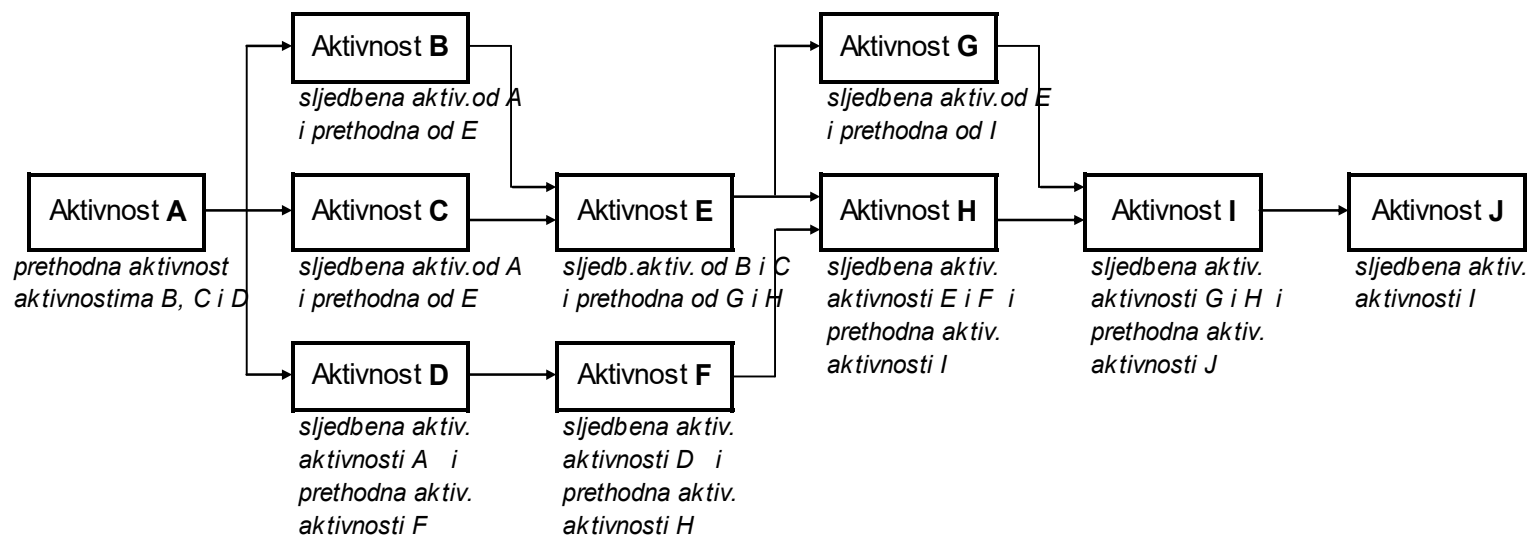 Aktivnost B
sljedbena aktiv.od A
i prethodna od E
Aktivnost G
sljedbena aktiv.od E
i prethodna od I
Aktivnost A
prethodna aktivnost
aktivnostima B, C i D
Aktivnost C
sljedbena aktiv.od A
i prethodna od E
Aktivnost E
sljedb.aktiv. od B i C
i prethodna od G i H
Aktivnost H
sljedbena aktiv.
aktivnosti E i F i
prethodna aktiv.
aktivnosti I
Aktivnost I
sljedbena aktiv.
aktivnosti G i H i
prethodna aktiv.
aktivnosti J
Aktivnost J
sljedbena aktiv.
aktivnosti I
Aktivnost D
sljedbena aktiv.
aktivnosti A i
prethodna aktiv.
aktivnosti F
Aktivnost F
sljedbena aktiv.
aktivnosti D i
prethodna aktiv.
aktivnosti H